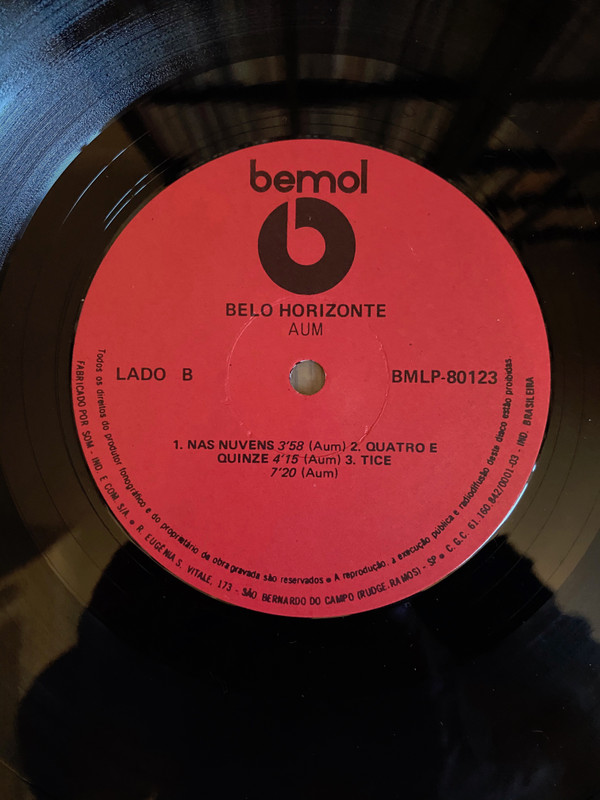 bemol
b
BELO HORIZONTE
AUM
LADO B
BMLP-80123
1. NAS NUVENS 3'58 (Aum) 2. QUATRO E
QUINZE 4'15 (Aum) 3. TICE
7'20 (Aum)
Todos os direitos do produtor fonográfico e do proprietário da obra gravada são reservados • A reprodução, a execução pública e radiodifusão deste disco estão proibidas.
FABRICADO POR SOM - IND. E COM. S/A. • R. EUGÊNIA S. VITALE, 173 - SÃO BERNARDO DO CAMPO (RUDGE-RAMOS) - SP • C.G.C. 61.160.842/0001-03 - IND. BRASILEIRA